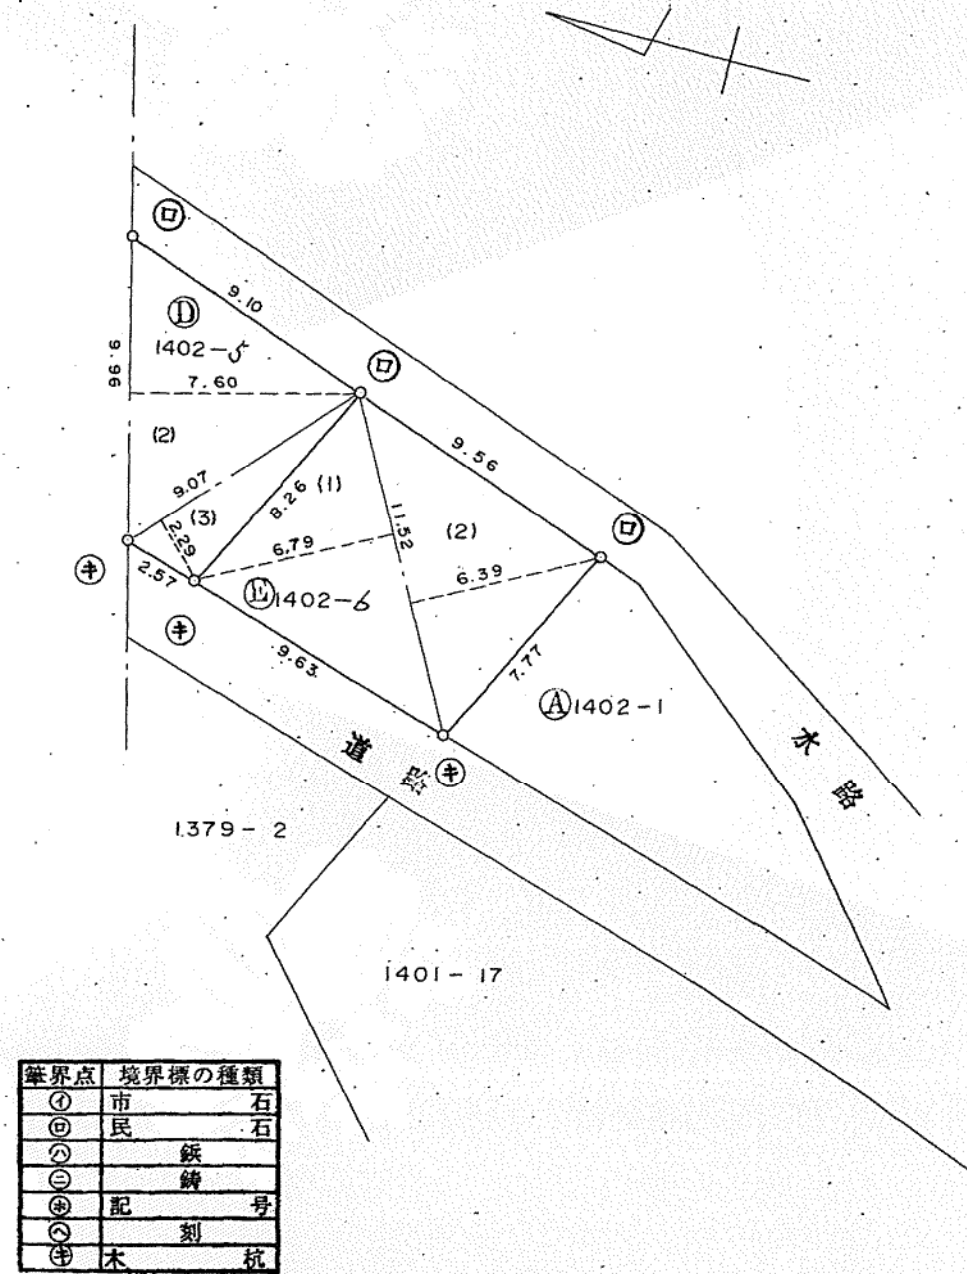 ロ
9.10
D
1402-5
9.96
7.60
ロ
(2)
9.56
9.07
8.26
(1)
11.52
(2)
ロ
(3)
2.29
6.79
6.39
キ
2.57
E 1402-6
キ
9.63
7.77
A 1402-1
水路
道路
キ
1379-2
1401-17
筆界点 境界標の種類
イ 市石
ロ 民石
ハ 鋲
ニ 鋳
ホ 記号
ヘ 刻
キ 木杭